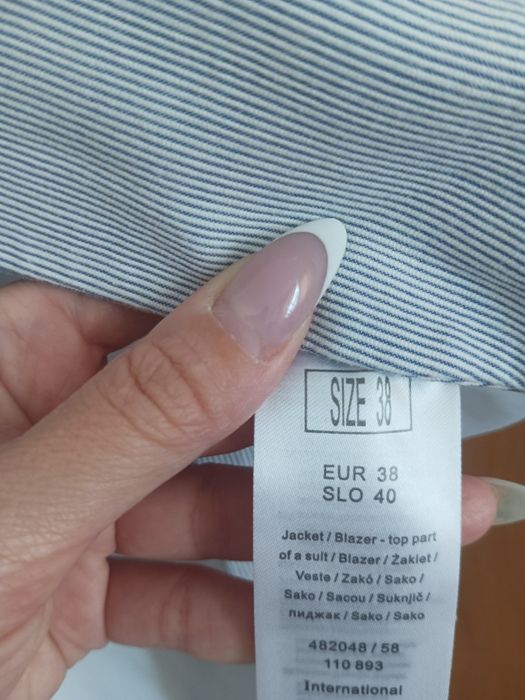 SIZE 38
EUR 38
SLO 40
Jacket / Blazer - top part
of a suit / Blazer / Żakiet /
Veste / Zakó / Sako /
Sako / Sacou / Suknjič /
пиджак / Sako / Sako
482048 / 58
110 893
International